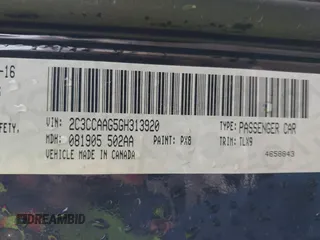 -16
FETY.
VIN: 2C3CCAAG5GH313920
TYPE: PASSENGER CAR
MDH: 081905 502AA
PAINT: PX8
TRIM: TLX9
VEHICLE MADE IN CANADA
4658843
DREAMBID